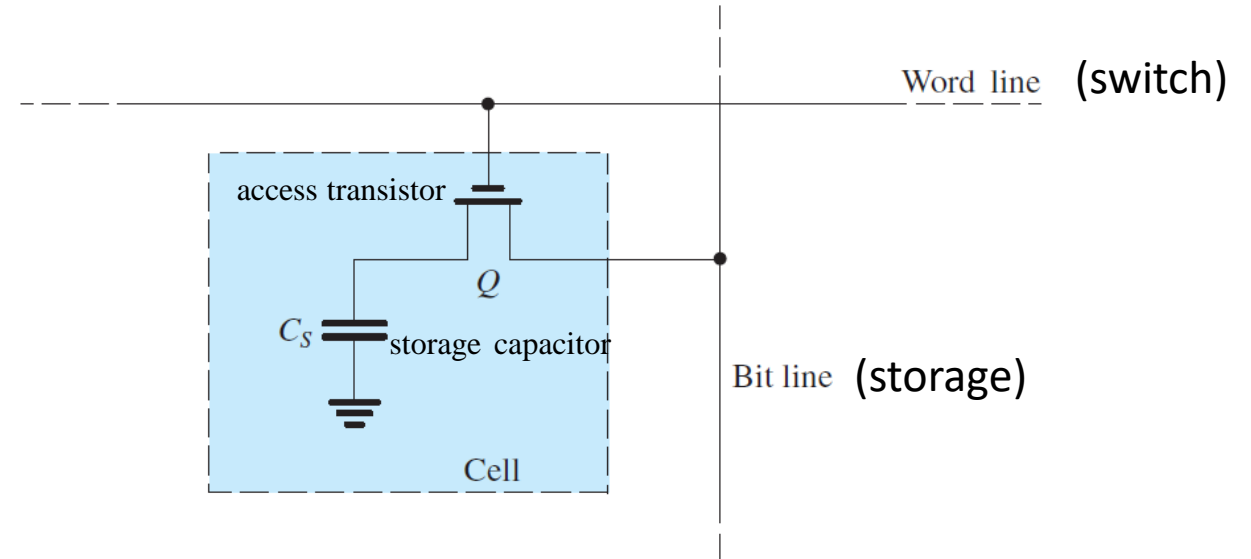 Word line (switch)
access transistor
Q
C_S storage capacitor
Bit line (storage)
Cell